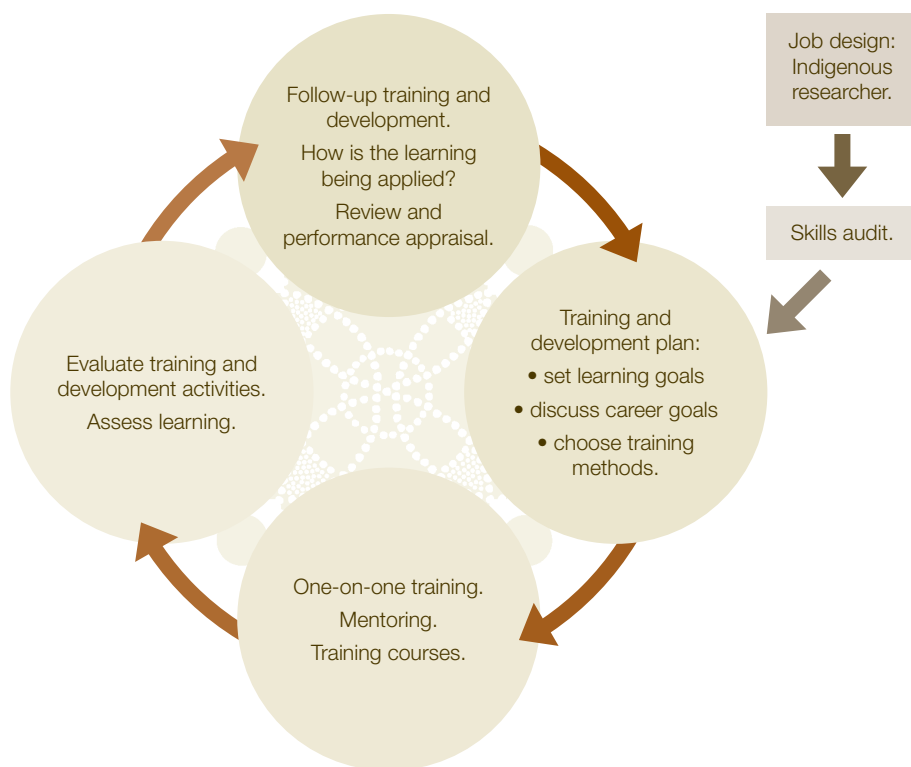 Job design:
Indigenous
researcher.
Skills audit.
Follow-up training and
development.
How is the learning
being applied?
Review and
performance appraisal.
Training and
development plan:
• set learning goals
• discuss career goals
• choose training
methods.
One-on-one training.
Mentoring.
Training courses.
Evaluate training and
development activities.
Assess learning.